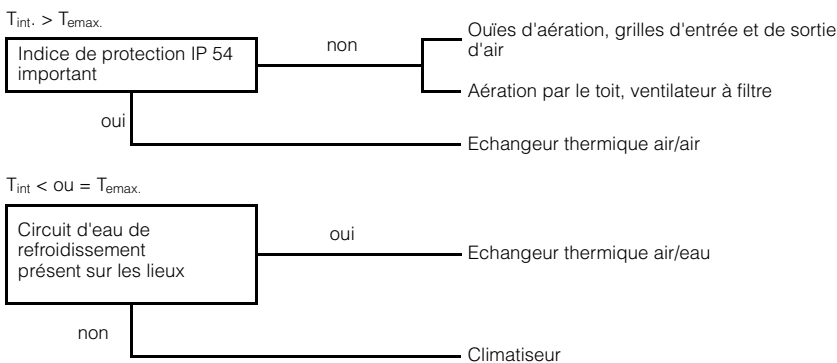 Tint. > Temax.
Indice de protection IP 54
important
non
Ouïes d'aération, grilles d'entrée et de sortie
d'air
Aération par le toit, ventilateur à filtre
oui
Echangeur thermique air/air
Tint < ou = Temax.
Circuit d'eau de
refroidissement
présent sur les lieux
oui
Echangeur thermique air/eau
non
Climatiseur